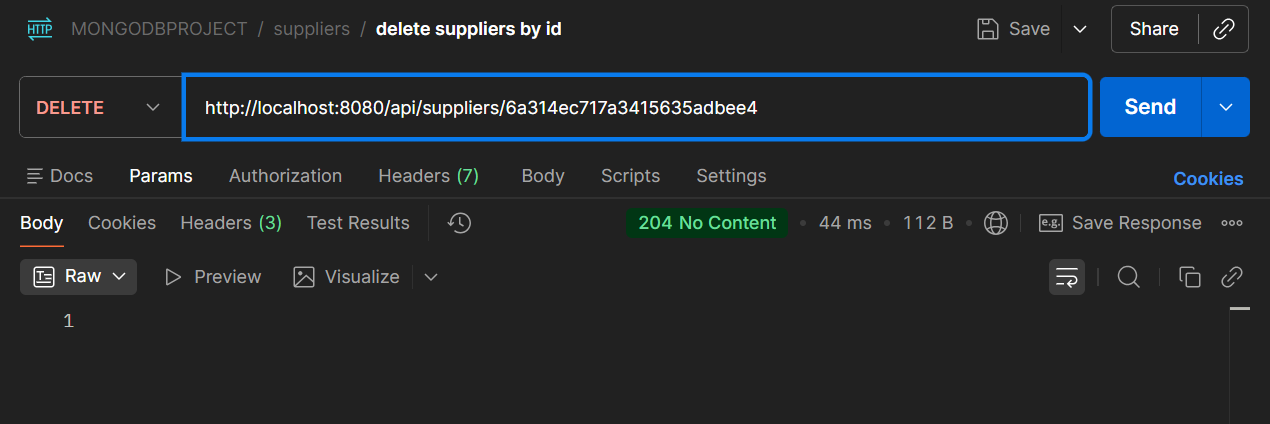 HTTP MONGODBPROJECT / suppliers / delete suppliers by id Save Share
DELETE http://localhost:8080/api/suppliers/6a314ec717a3415635adbee4 Send
Docs Params Authorization Headers (7) Body Scripts Settings Cookies
Body Cookies Headers (3) Test Results 204 No Content • 44 ms • 112 B • e.g. Save Response
Raw Preview Visualize
1